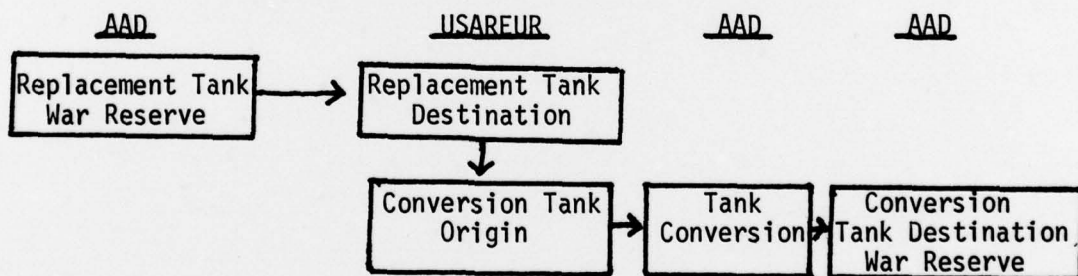 AAD USAREUR AAD AAD
Replacement Tank
War Reserve
Replacement Tank
Destination
Conversion Tank
Origin
Tank
Conversion
Conversion
Tank Destination
War Reserve